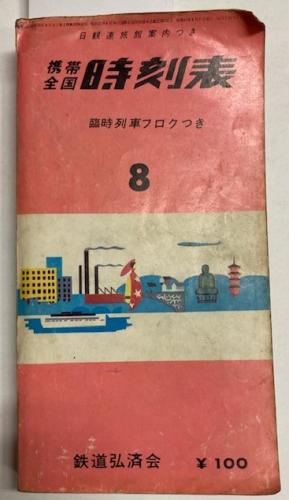 日観連旅館案内つき
携帯
全国
時刻表
臨時列車フロクつき
8
鉄道弘済会 ¥100